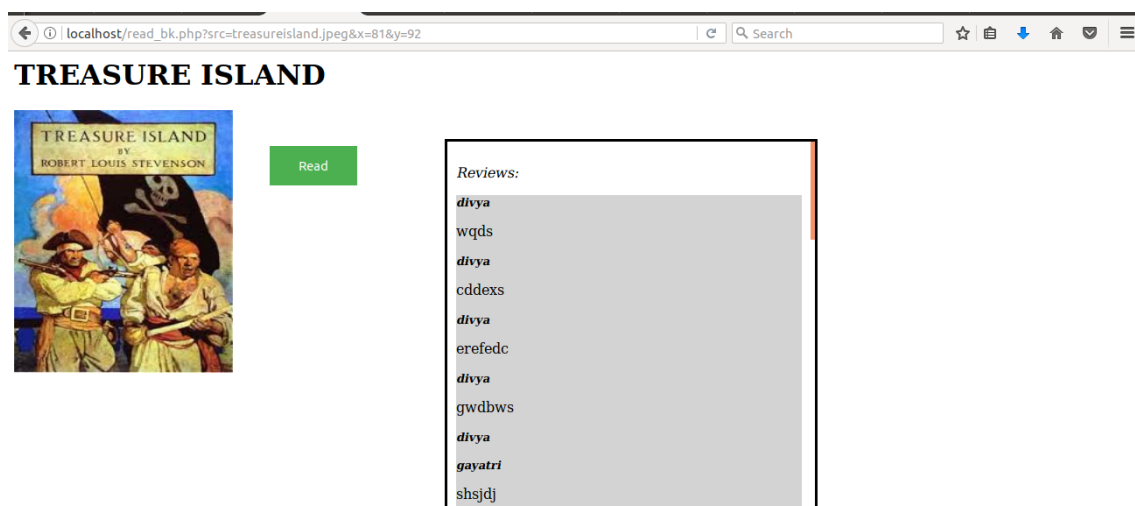 localhost/read_bk.php?src=treasureisland.jpeg&x=81&y=92
Search
TREASURE ISLAND
TREASURE ISLAND
BY
ROBERT LOUIS STEVENSON
Read
Reviews:
divya
wqds
divya
cddexs
divya
erefedc
divya
gwdbws
divya
gayatri
shsjdj